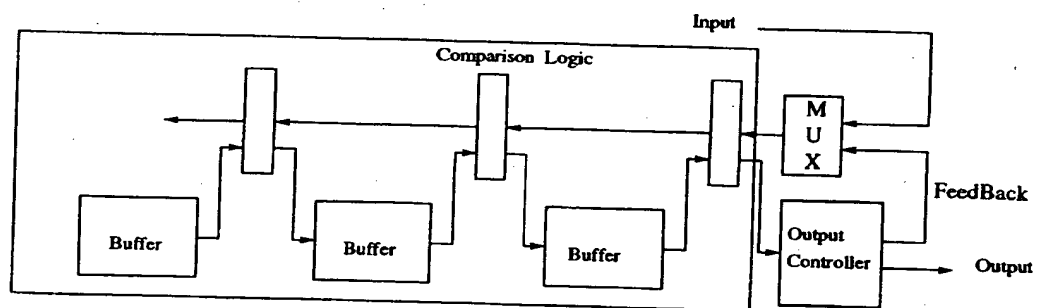 Input
Comparison Logic
M
U
X
FeedBack
Buffer
Buffer
Buffer
Output
Controller
Output